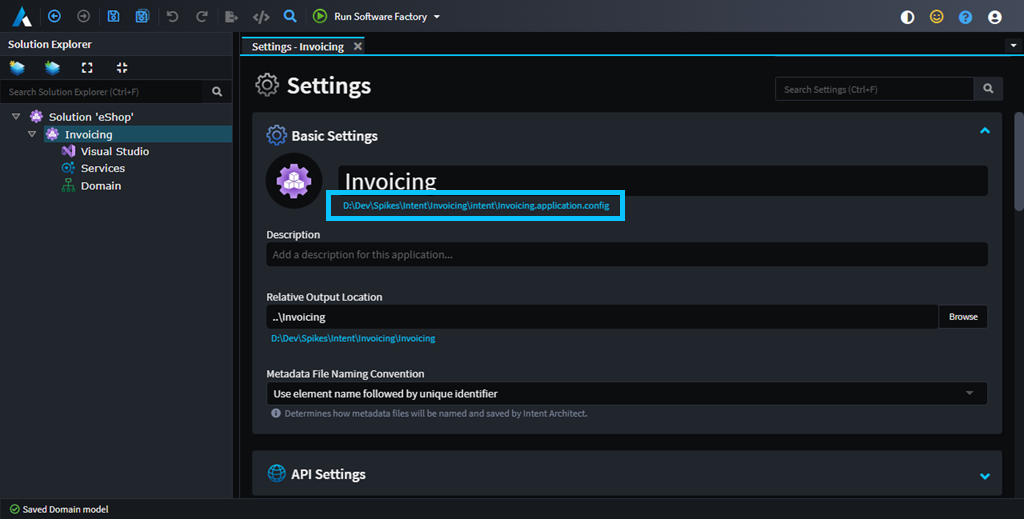 Run Software Factory
Solution Explorer
Settings - Invoicing
Search Solution Explorer (Ctrl+F)
Solution 'eShop'
Invoicing
Visual Studio
Services
Domain
Settings
Search Settings (Ctrl+F)
Basic Settings
Invoicing
D:\Dev\Spikes\Intent\Invoicing\intent\Invoicing.application.config
Description
Add a description for this application...
Relative Output Location
..\Invoicing
Browse
D:\Dev\Spikes\Intent\Invoicing\Invoicing
Metadata File Naming Convention
Use element name followed by unique identifier
Determines how metadata files will be named and saved by Intent Architect.
API Settings
Saved Domain model